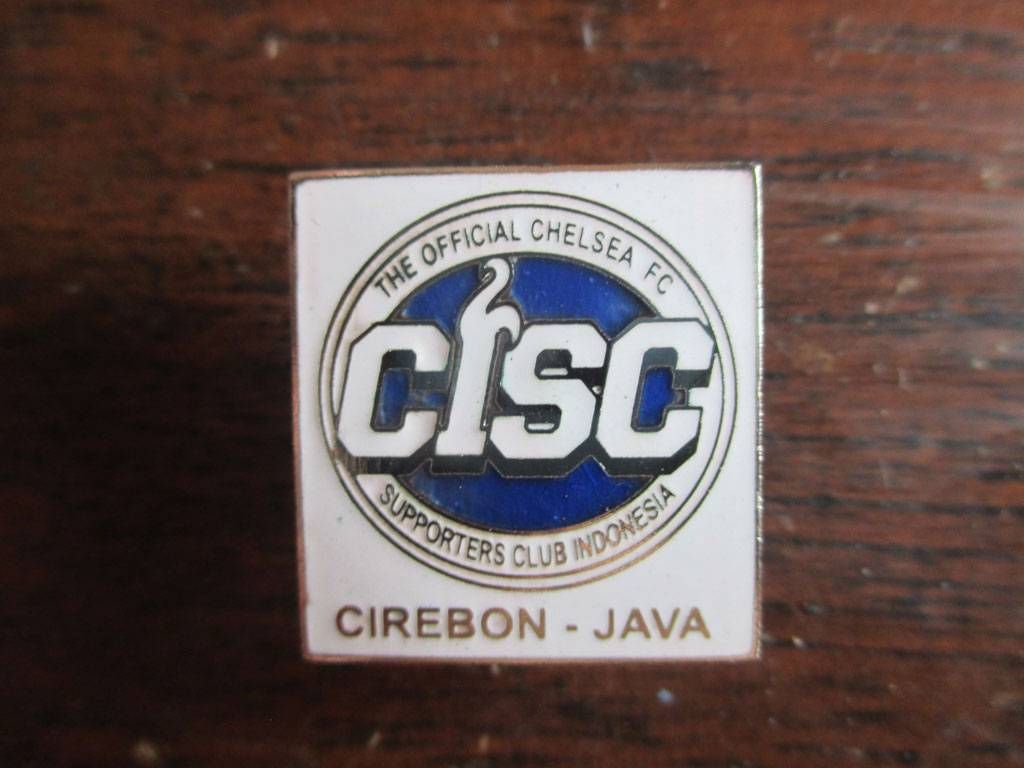 THE OFFICIAL CHELSEA FC
CISC
SUPPORTERS CLUB INDONESIA
CIREBON - JAVA